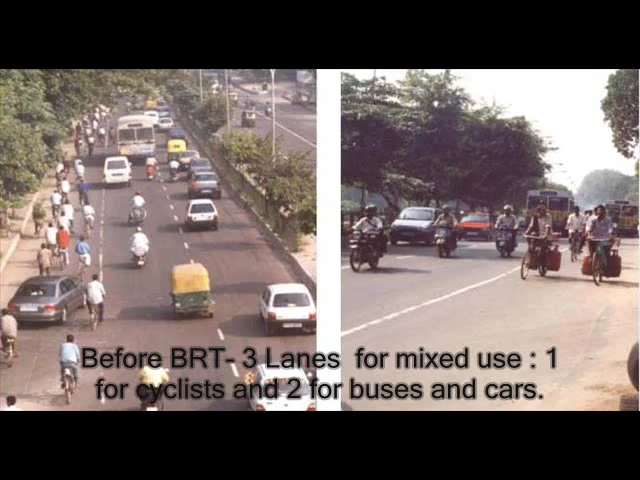 Before BRT- 3 Lanes for mixed use : 1
for cyclists and 2 for buses and cars.